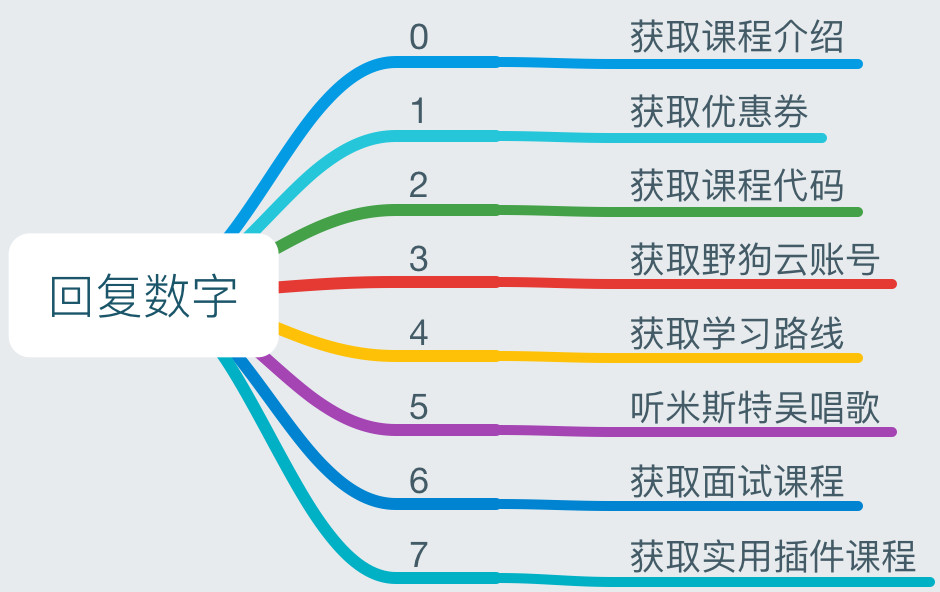 回复数字
0 获取课程介绍
1 获取优惠券
2 获取课程代码
3 获取野狗云账号
4 获取学习路线
5 听米斯特吴唱歌
6 获取面试课程
7 获取实用插件课程